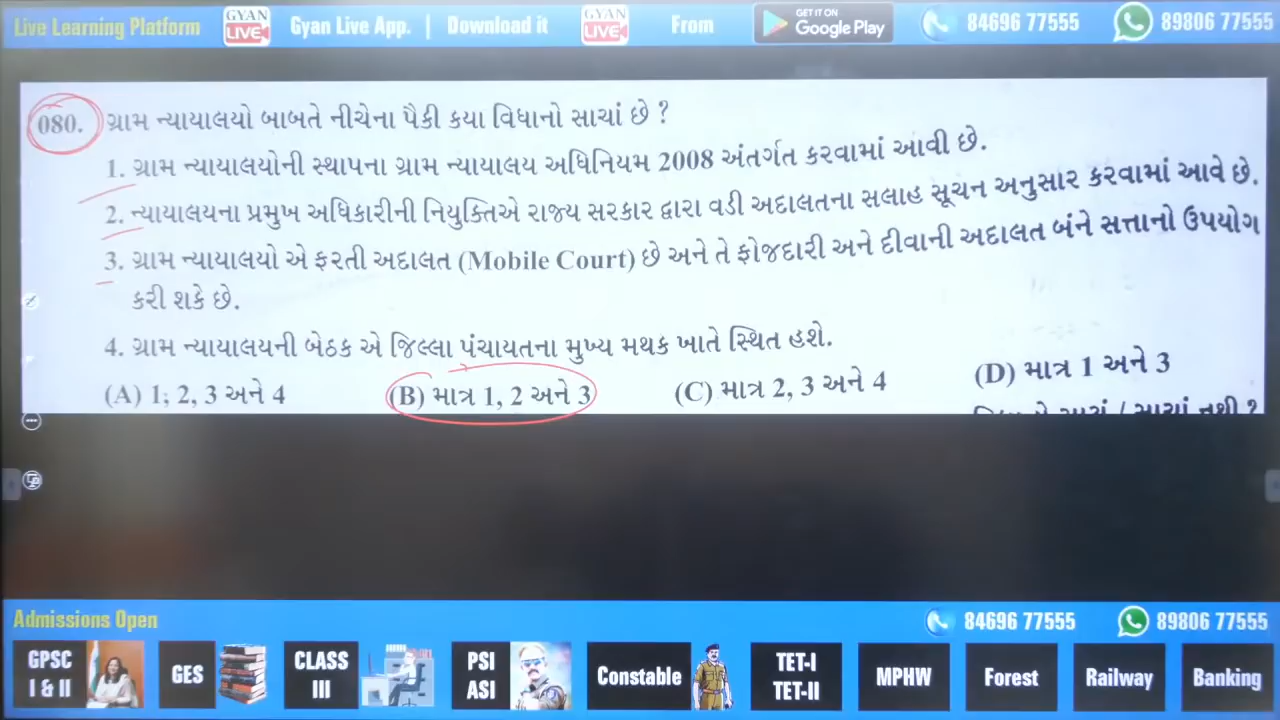 Live Learning Platform GYAN LIVE Gyan Live App. | Download it GYAN LIVE From GET IT ON Google Play 84696 77555 89806 77555
080. ગ્રામ ન્યાયાલયો બાબતે નીચેના પૈકી કયા વિધાનો સાચાં છે ?
1. ગ્રામ ન્યાયાલયોની સ્થાપના ગ્રામ ન્યાયાલય અધિનિયમ 2008 અંતર્ગત કરવામાં આવી છે.
2. ન્યાયાલયના પ્રમુખ અધિકારીની નિયુક્તિએ રાજ્ય સરકાર દ્વારા વડી અદાલતના સલાહ સૂચન અનુસાર કરવામાં આવે છે.
3. ગ્રામ ન્યાયાલયો એ ફરતી અદાલત (Mobile Court) છે અને તે ફોજદારી અને દીવાની અદાલત બંને સત્તાનો ઉપયોગ
કરી શકે છે.
4. ગ્રામ ન્યાયાલયની બેઠક એ જિલ્લા પંચાયતના મુખ્ય મથક ખાતે સ્થિત હશે.
(A) 1, 2, 3 અને 4 (B) માત્ર 1, 2 અને 3 (C) માત્ર 2, 3 અને 4 (D) માત્ર 1 અને 3
Admissions Open 84696 77555 89806 77555
GPSC I & II GES CLASS III PSI ASI Constable TET-I TET-II MPHW Forest Railway Banking